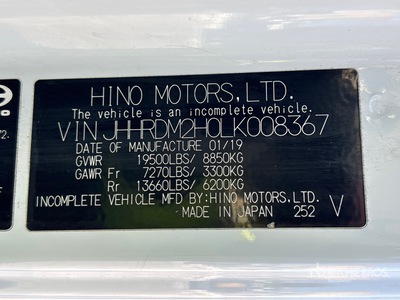 HINO MOTORS,LTD.
The vehicle is an incomplete vehicle.
VIN JHHRDM2H0LK008367
DATE OF MANUFACTURE 01/19
GVWR 19500LBS/ 8850KG
GAWR Fr 7270LBS/ 3300KG
Rr 13660LBS/ 6200KG
INCOMPLETE VEHICLE MFD BY:HINO MOTORS,LTD.
MADE IN JAPAN 252 V